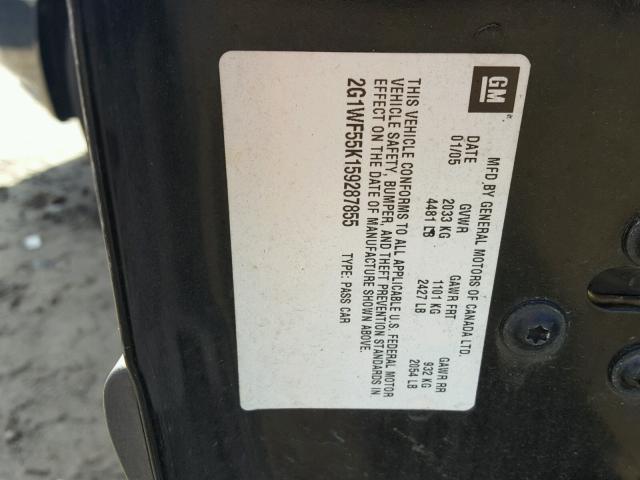 GM
MFD BY GENERAL MOTORS OF CANADA LTD.
DATE GVWR GAWR FRT GAWR RR
01/05 2033 KG 1101 KG 932 KG
4481 LB 2427 LB 2054 LB
THIS VEHICLE CONFORMS TO ALL APPLICABLE U.S. FEDERAL MOTOR
VEHICLE SAFETY, BUMPER, AND THEFT PREVENTION STANDARDS IN
EFFECT ON THE DATE OF MANUFACTURE SHOWN ABOVE.
2G1WF55K159287855 TYPE: PASS CAR